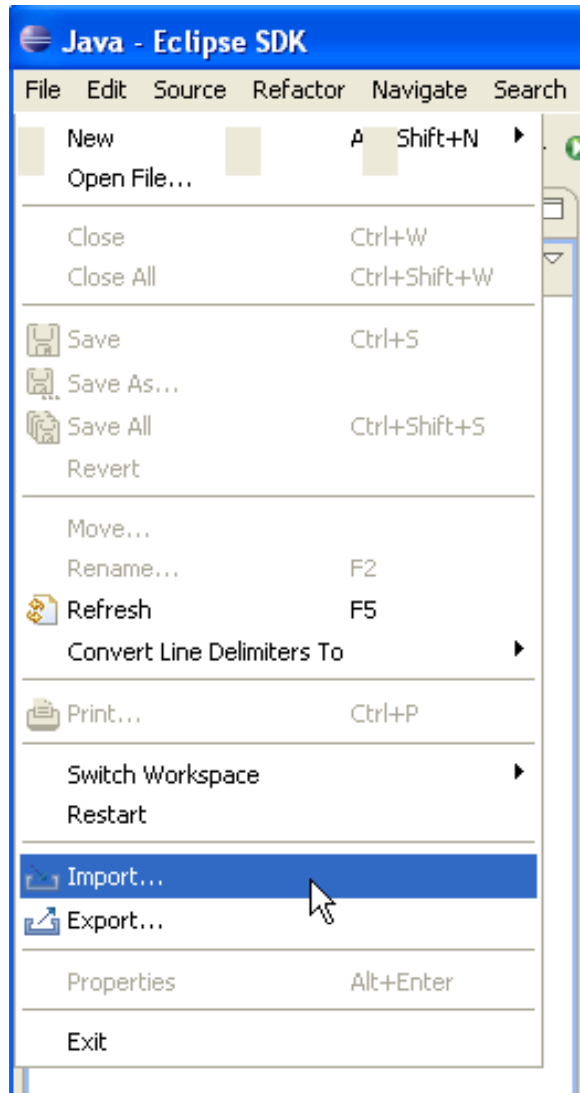 Java - Eclipse SDK
File Edit Source Refactor Navigate Search
New Shift+N
Open File...
Close Ctrl+W
Close All Ctrl+Shift+W
Save Ctrl+S
Save As...
Save All Ctrl+Shift+S
Revert
Move...
Rename... F2
Refresh F5
Convert Line Delimiters To
Print... Ctrl+P
Switch Workspace
Restart
Import...
Export...
Properties Alt+Enter
Exit